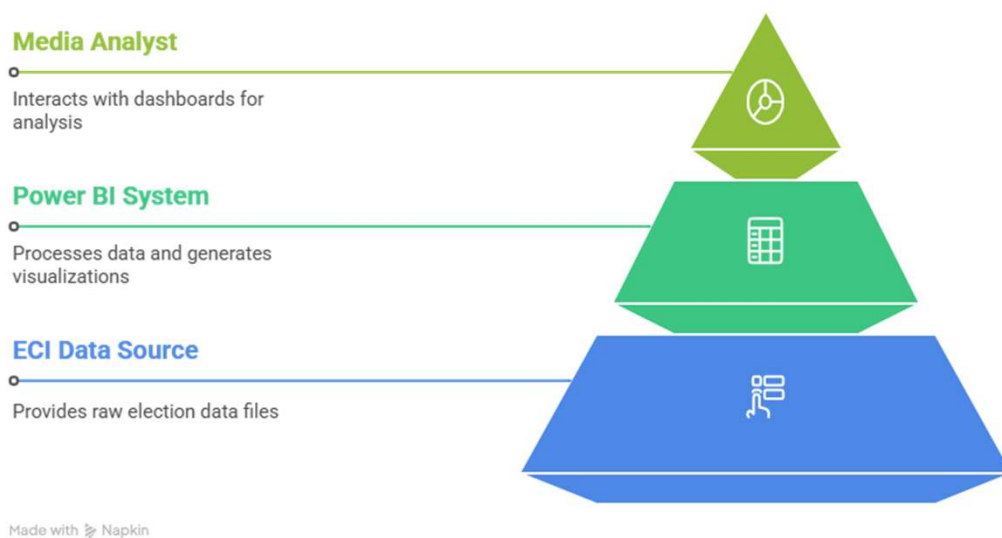 Media Analyst
Interacts with dashboards for
analysis
Power BI System
Processes data and generates
visualizations
ECI Data Source
Provides raw election data files
Made with Napkin